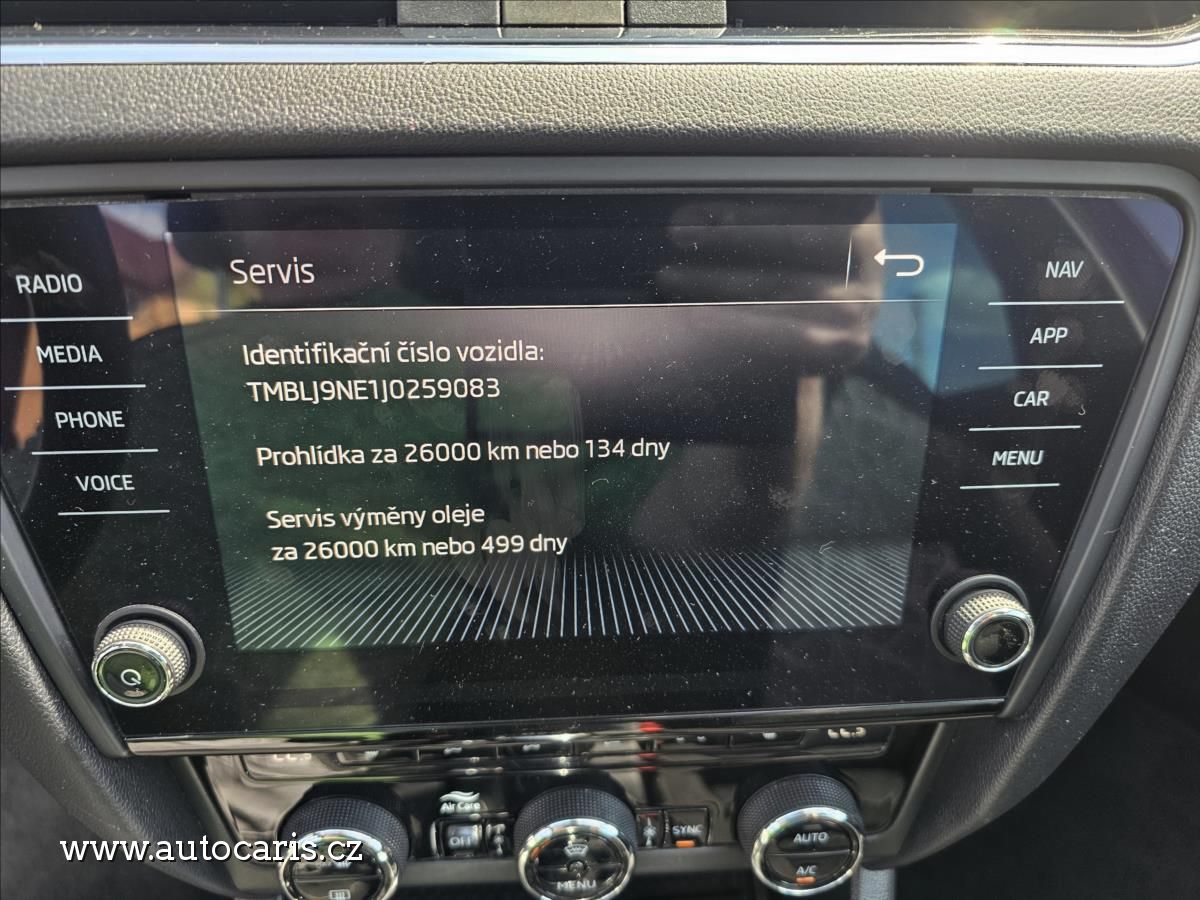 Servis
RADIO
MEDIA
PHONE
VOICE
Identifikační číslo vozidla:
TMBLJ9NE1J0259083
Prohlídka za 26000 km nebo 134 dny
Servis výměny oleje
za 26000 km nebo 499 dny
NAV
APP
CAR
MENU
Air Care
OFF
SYNC
MENU
AUTO
A/C
www.autocaris.cz